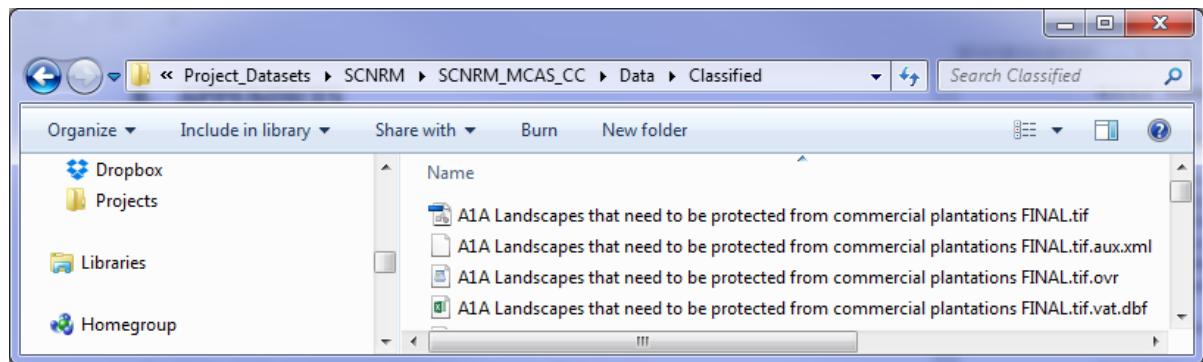 « Project_Datasets ▸ SCNRM ▸ SCNRM_MCAS_CC ▸ Data ▸ Classified
Search Classified
Organize Include in library Share with Burn New folder
Dropbox
Projects
Libraries
Homegroup
Name
A1A Landscapes that need to be protected from commercial plantations FINAL.tif
A1A Landscapes that need to be protected from commercial plantations FINAL.tif.aux.xml
A1A Landscapes that need to be protected from commercial plantations FINAL.tif.ovr
A1A Landscapes that need to be protected from commercial plantations FINAL.tif.vat.dbf